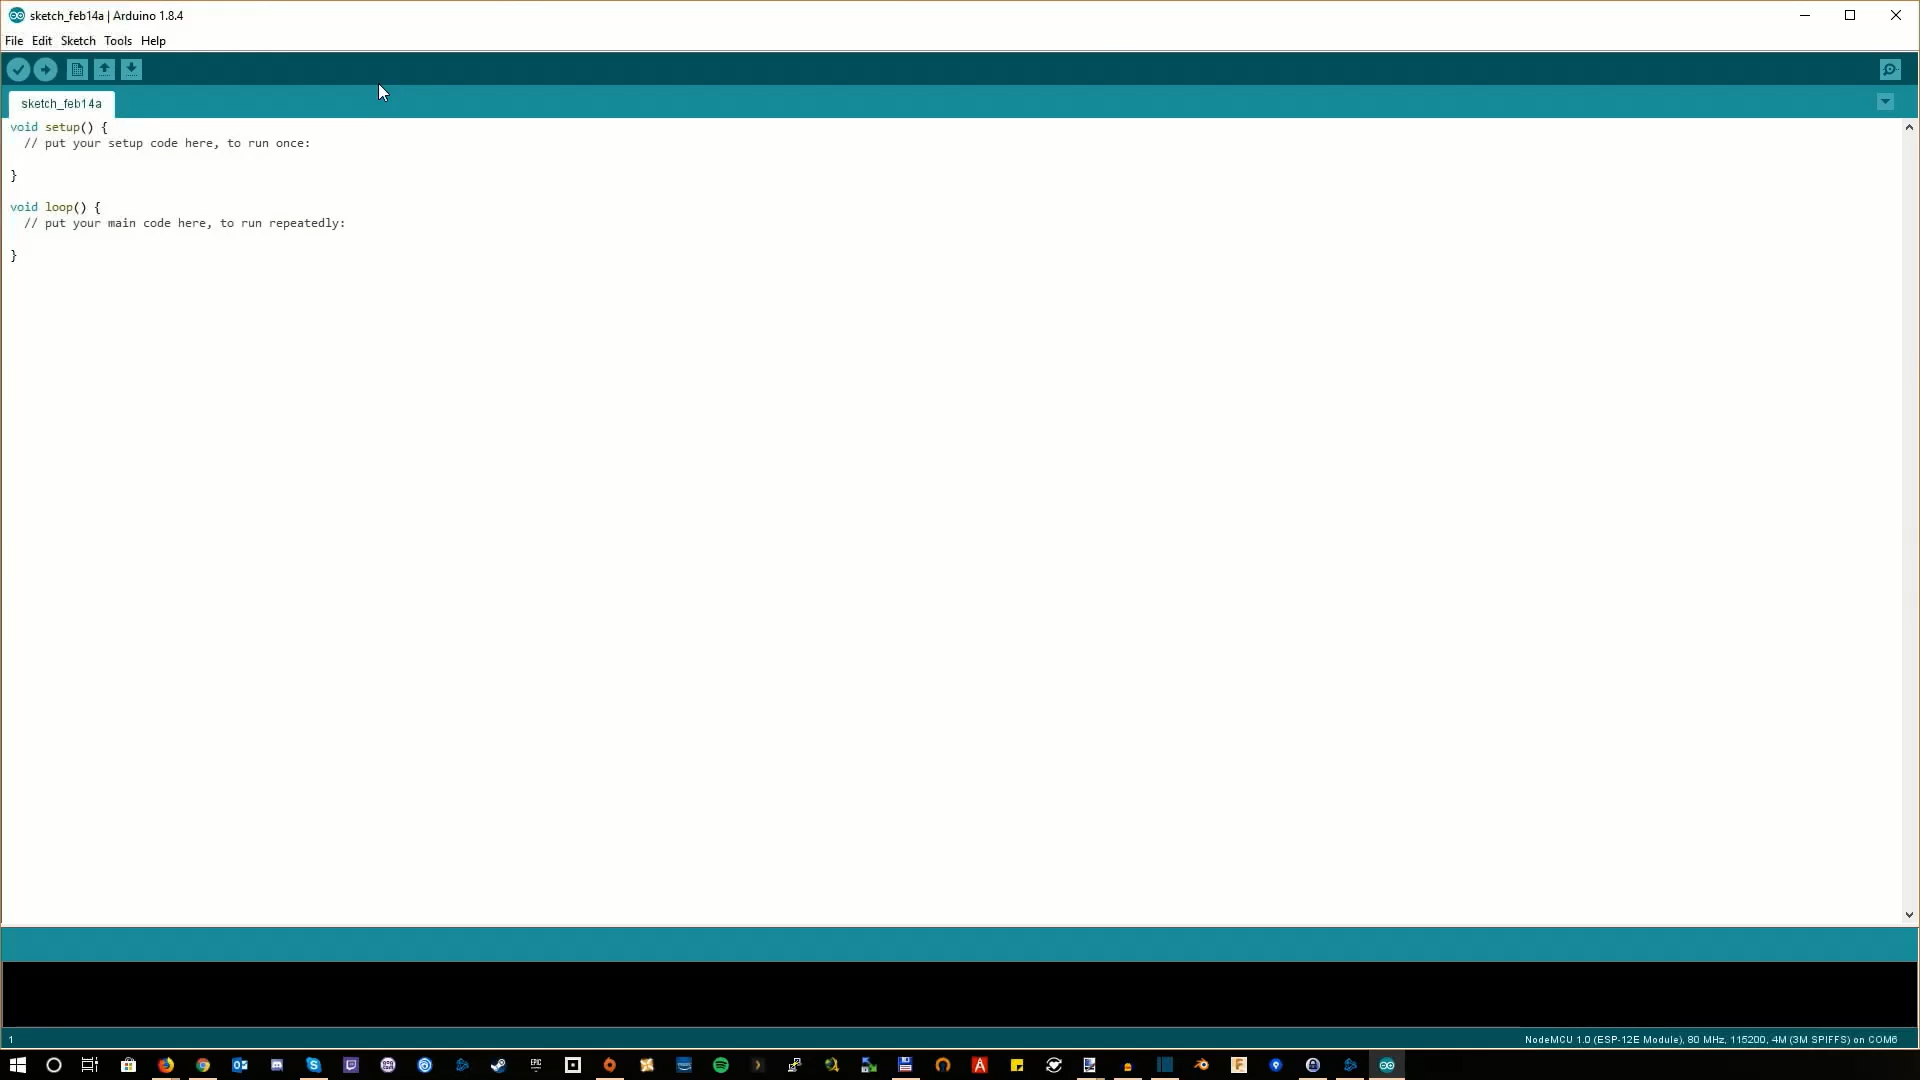 sketch_feb14a | Arduino 1.8.4
File Edit Sketch Tools Help
sketch_feb14a
void setup() {
  // put your setup code here, to run once:
}
void loop() {
  // put your main code here, to run repeatedly:
}
1
NodeMCU 1.0 (ESP-12E Module), 80 MHz, 115200, 4M (3M SPIFFS) on COM6
EPIC